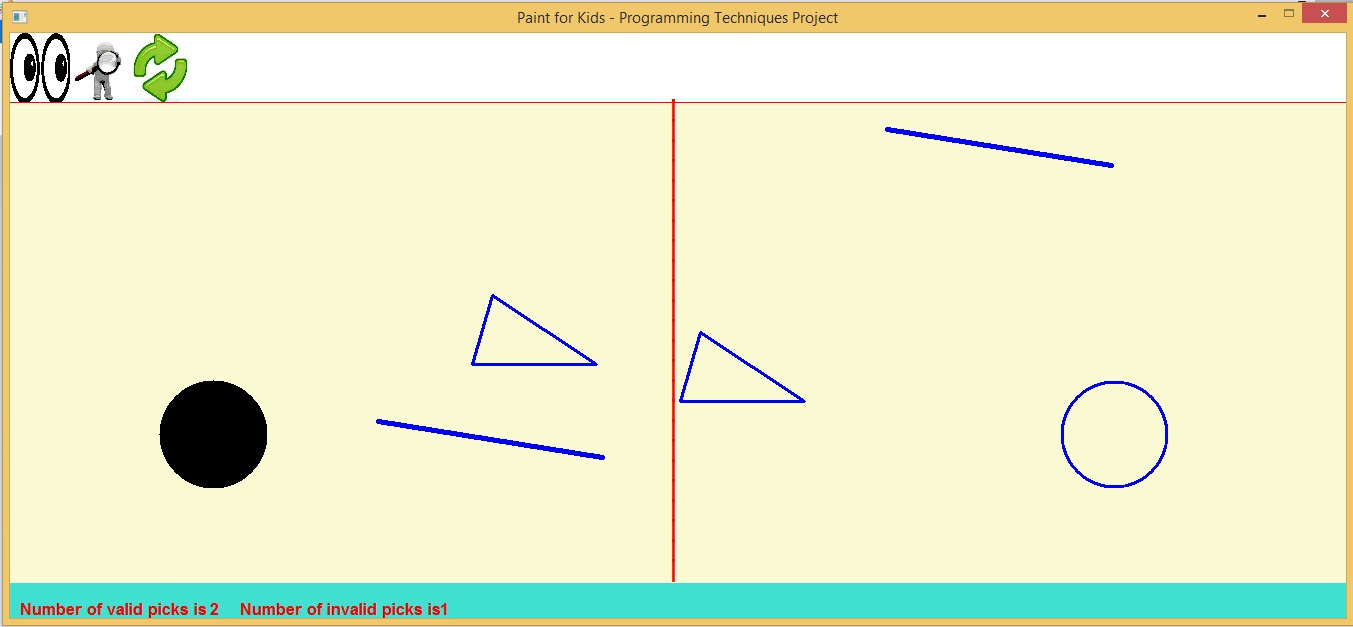 Paint for Kids - Programming Techniques Project
Number of valid picks is 2 Number of invalid picks is1